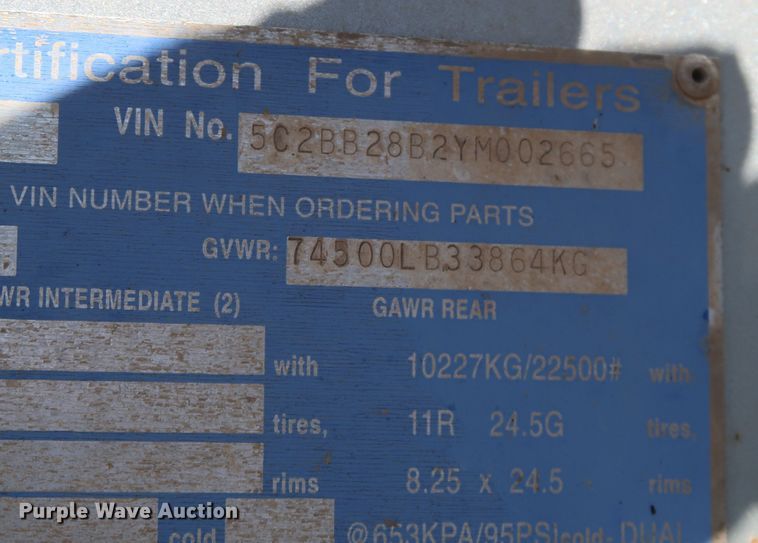 rtification For Trailers
VIN No. 5C2BB28B2YM002665
VIN NUMBER WHEN ORDERING PARTS
GVWR: 74500LB33864KG
WR INTERMEDIATE (2) GAWR REAR
with 10227KG/22500# with
tires, 11R 24.5G tires,
rims 8.25 x 24.5 rims
cold @653KPA/95PSI cold- DUAL
Purple Wave Auction